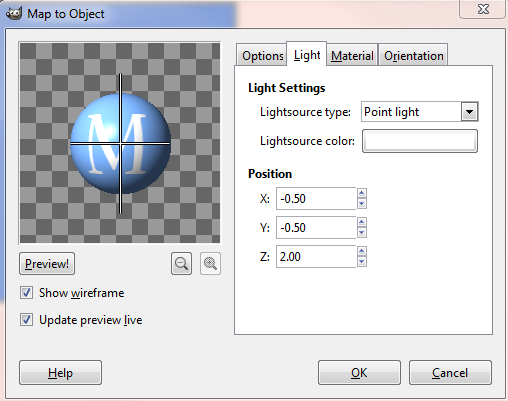 Map to Object
Options Light Material Orientation
M
Light Settings
Lightsource type: Point light
Lightsource color:
Position
X: -0.50
Y: -0.50
Z: 2.00
Preview!
Show wireframe
Update preview live
Help OK Cancel